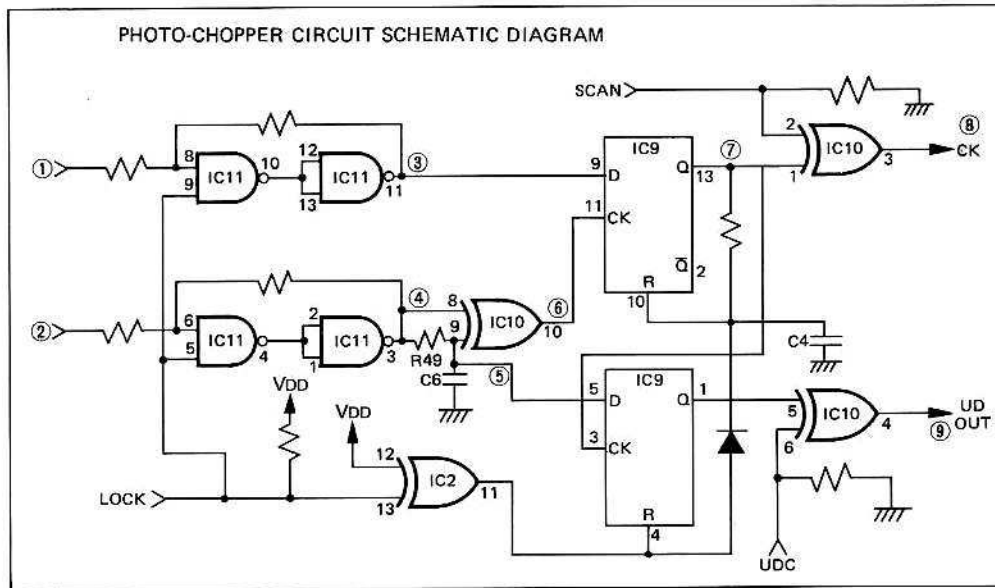 PHOTO-CHOPPER CIRCUIT SCHEMATIC DIAGRAM
SCAN
⑧
2
IC10
3
CK
1
①
8
9
IC11
10
12
13
IC11
11
③
IC9
9
D
Q
13
⑦
11
CK
Q̅
2
R
10
②
6
5
IC11
4
2
1
IC11
3
④
8
9
IC10
10
⑥
R49
C6
⑤
C4
IC9
5
D
Q
1
3
CK
R
4
5
6
IC10
4
⑨
UD
OUT
VDD
VDD
12
13
IC2
11
LOCK
UDC